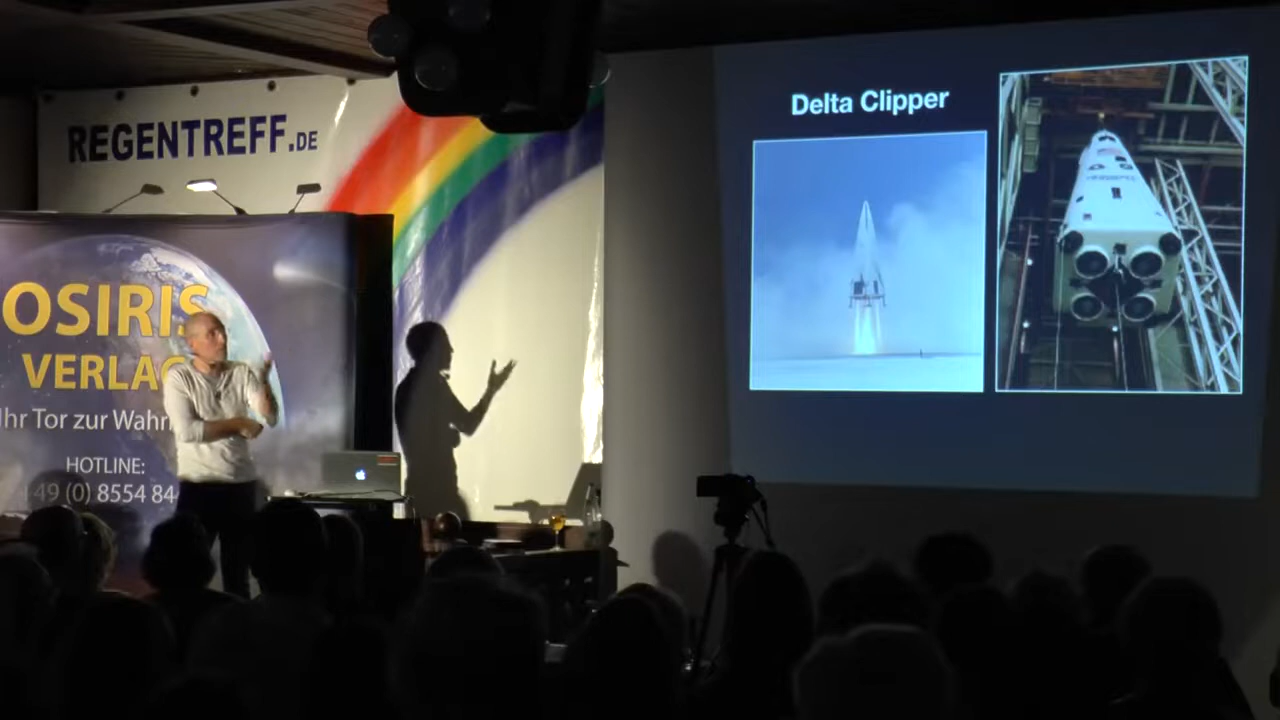 REGENTREFF.DE
OSIRIS
VERLAG
Ihr Tor zur Wahr
HOTLINE:
49 (0) 8554 84
Delta Clipper